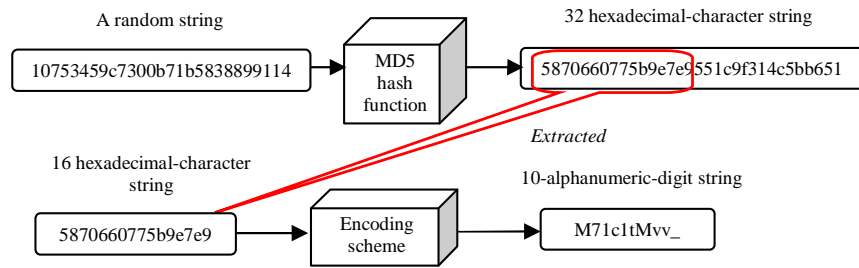 A random string
32 hexadecimal-character string
10753459c7300b71b5838899114
MD5
hash
function
5870660775b9e7e9551c9f314c5bb651
Extracted
16 hexadecimal-character
string
10-alphanumeric-digit string
5870660775b9e7e9
Encoding
scheme
M71c1tMvv_